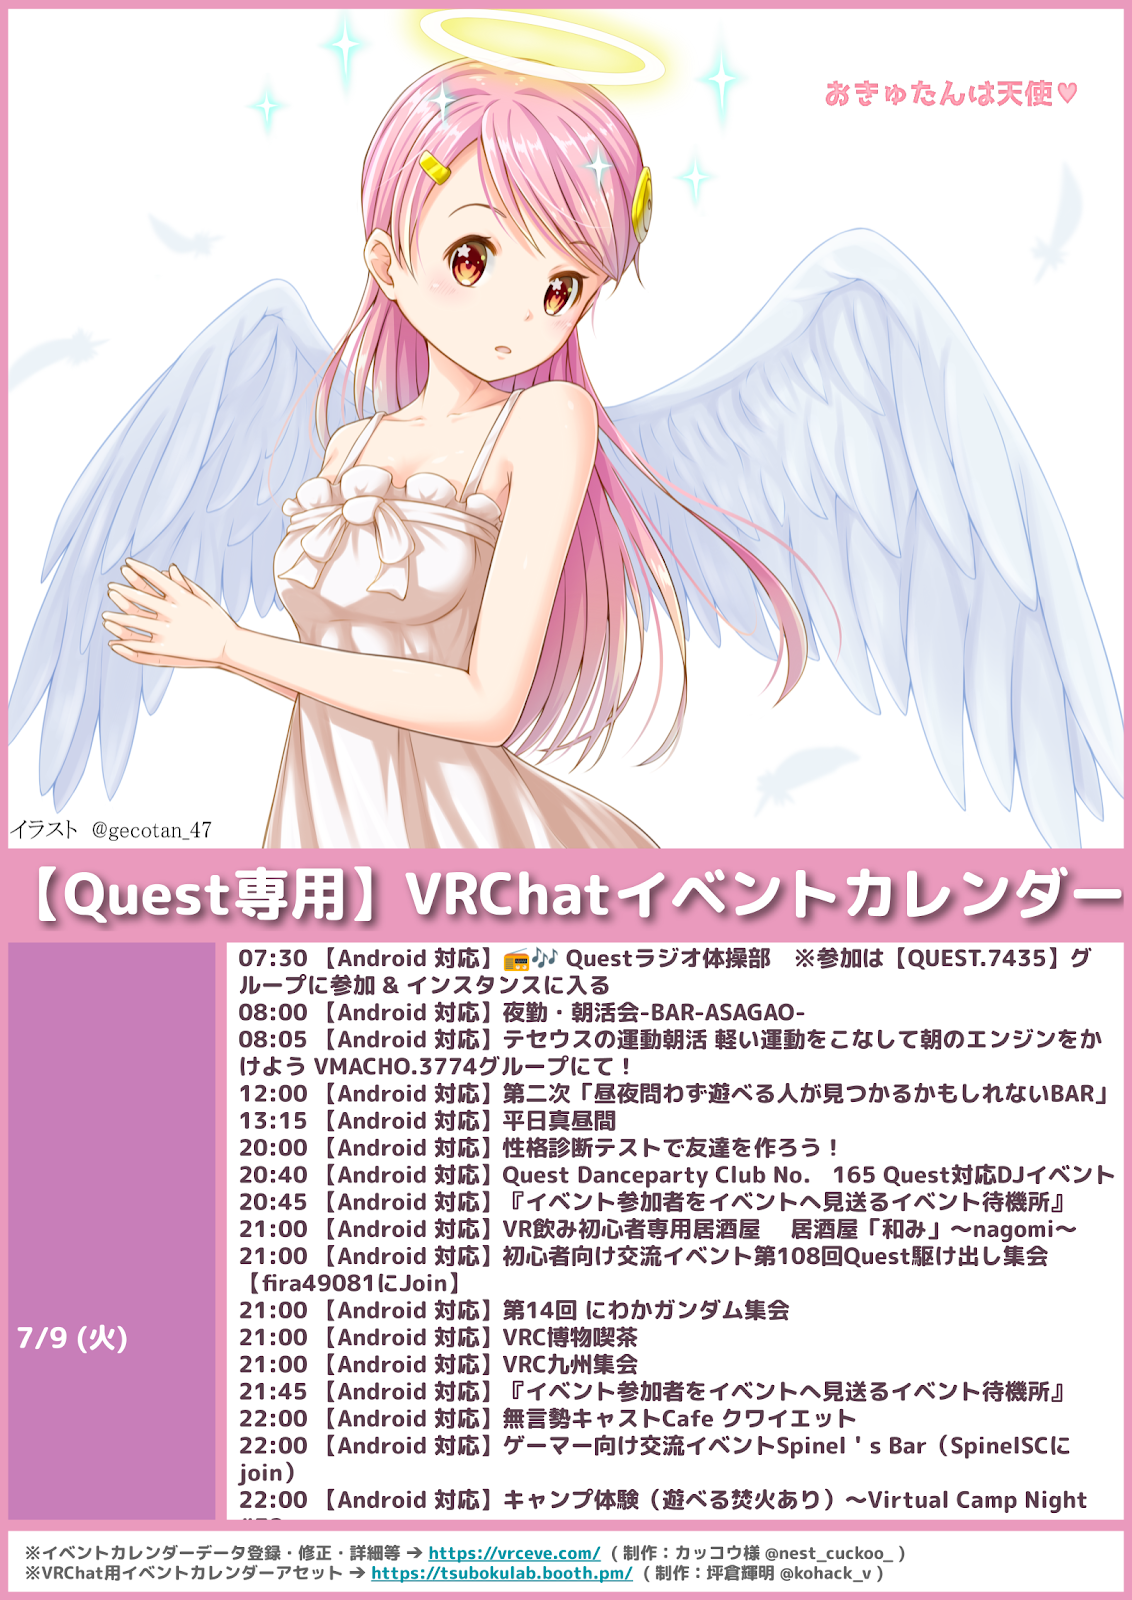 おきゅたんは天使♥
イラスト @gecotan_47
【Quest専用】VRChatイベントカレンダー
7/9 (火)
07:30 【Android 対応】📻🎶 Questラジオ体操部　※参加は【QUEST.7435】グ
ループに参加 & インスタンスに入る
08:00 【Android 対応】夜勤・朝活会-BAR-ASAGAO-
08:05 【Android 対応】テセウスの運動朝活 軽い運動をこなして朝のエンジンをか
けよう VMACHO.3774グループにて！
12:00 【Android 対応】第二次「昼夜問わず遊べる人が見つかるかもしれないBAR」
13:15 【Android 対応】平日真昼間
20:00 【Android 対応】性格診断テストで友達を作ろう！
20:40 【Android 対応】Quest Danceparty Club No.　165 Quest対応DJイベント
20:45 【Android 対応】『イベント参加者をイベントへ見送るイベント待機所』
21:00 【Android 対応】VR飲み初心者専用居酒屋　 居酒屋「和み」～nagomi～
21:00 【Android 対応】初心者向け交流イベント第108回Quest駆け出し集会
【fira49081にJoin】
21:00 【Android 対応】第14回 にわかガンダム集会
21:00 【Android 対応】VRC博物喫茶
21:00 【Android 対応】VRC九州集会
21:45 【Android 対応】『イベント参加者をイベントへ見送るイベント待機所』
22:00 【Android 対応】無言勢キャストCafe クワイエット
22:00 【Android 対応】ゲーマー向け交流イベントSpinel＇s Bar（SpinelSCに
join）
22:00 【Android 対応】キャンプ体験（遊べる焚火あり）～Virtual Camp Night
※イベントカレンダーデータ登録・修正・詳細等 ➔ https://vrceve.com/ ( 制作：カッコウ様 @nest_cuckoo_ )
※VRChat用イベントカレンダーアセット ➔ https://tsubokulab.booth.pm/ ( 制作：坪倉輝明 @kohack_v )